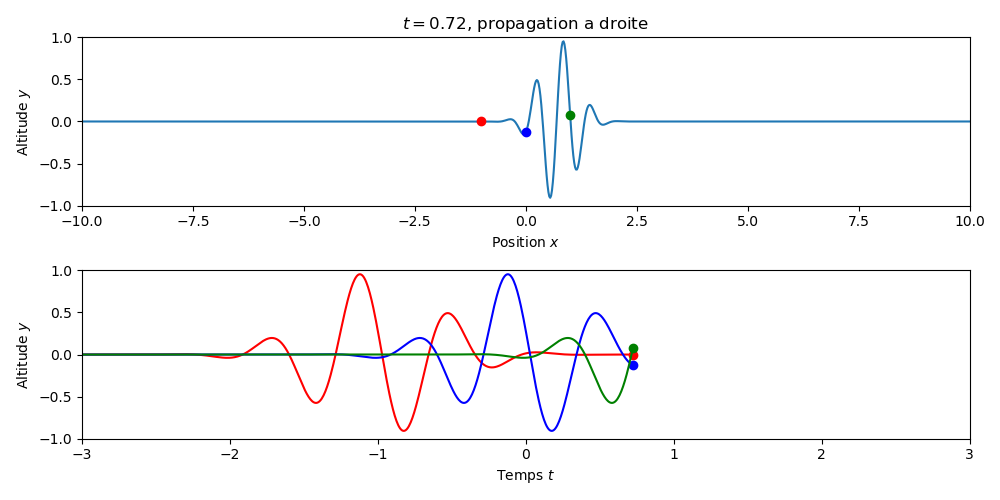 t = 0.72, propagation a droite
1.0
0.5
0.0
−0.5
−1.0
Altitude y
−10.0 −7.5 −5.0 −2.5 0.0 2.5 5.0 7.5 10.0
Position x
1.0
0.5
0.0
−0.5
−1.0
Altitude y
−3 −2 −1 0 1 2 3
Temps t